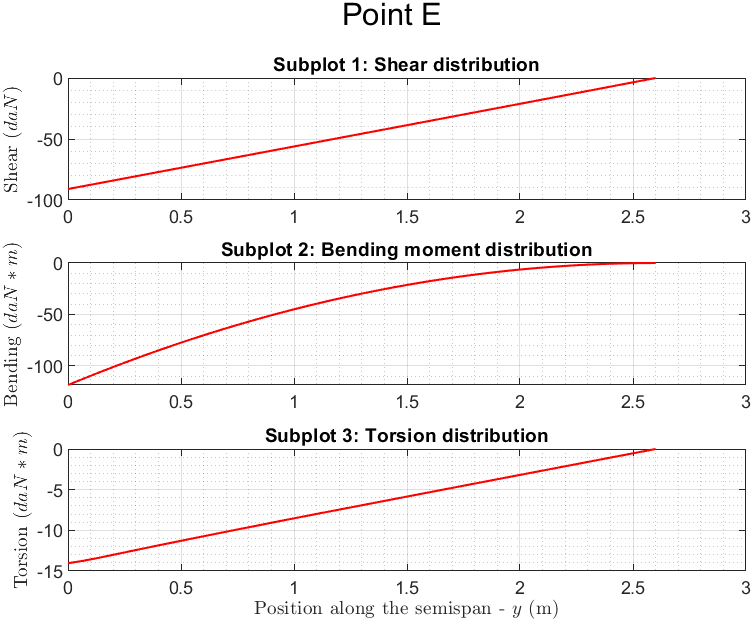 Point E
Subplot 1: Shear distribution
Shear (daN)
0
-50
-100
0 0.5 1 1.5 2 2.5 3
Subplot 2: Bending moment distribution
Bending (daN * m)
0
-50
-100
0 0.5 1 1.5 2 2.5 3
Subplot 3: Torsion distribution
Torsion (daN * m)
0
-5
-10
-15
0 0.5 1 1.5 2 2.5 3
Position along the semispan - y (m)